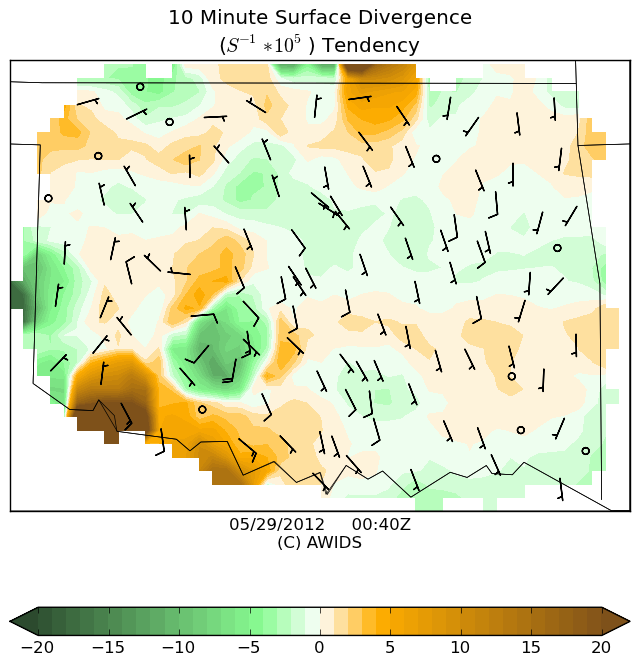 10 Minute Surface Divergence
(S⁻¹ * 10⁵ ) Tendency
05/29/2012 00:40Z
(C) AWIDS
−20 −15 −10 −5 0 5 10 15 20